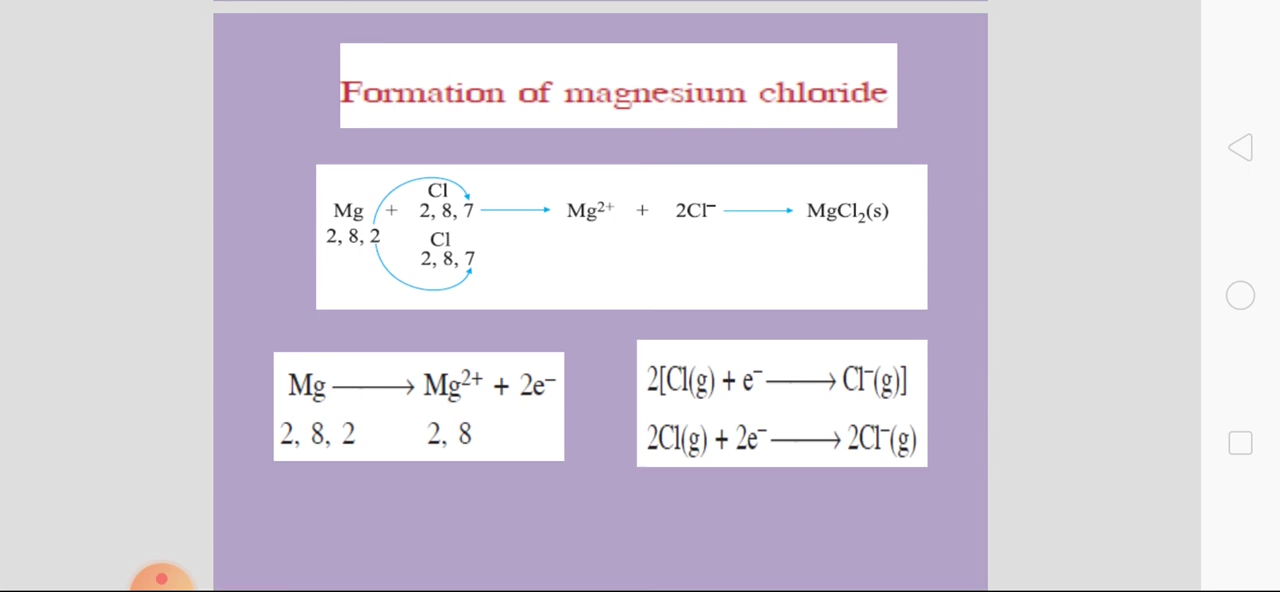 Formation of magnesium chloride
Cl
Mg + 2, 8, 7 ⟶ Mg²⁺ + 2Cl⁻ ⟶ MgCl₂(s)
2, 8, 2 Cl
2, 8, 7
Mg ⟶ Mg²⁺ + 2e⁻
2, 8, 2 2, 8
2[Cl(g) + e⁻ ⟶ Cl⁻(g)]
2Cl(g) + 2e⁻ ⟶ 2Cl⁻(g)